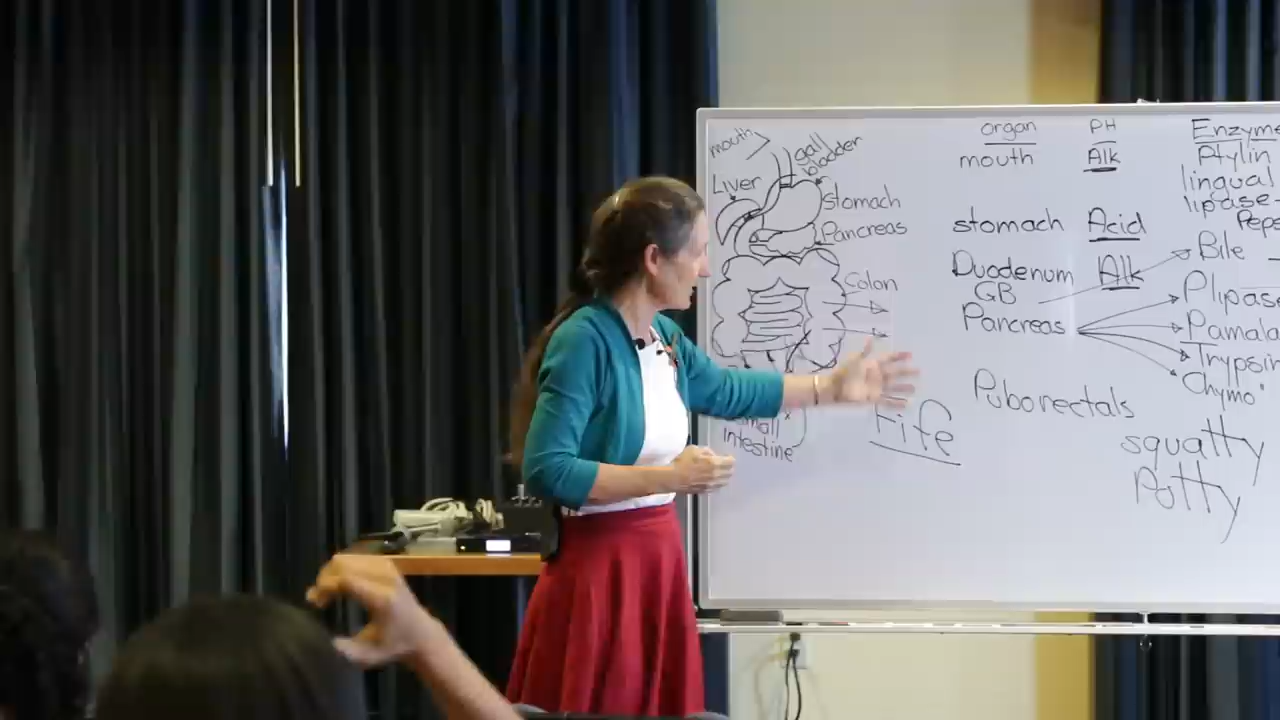 mouth
gall
bladder
Liver
stomach
Pancreas
Colon
small
intestine
organ PH Enzyme
mouth Alk Ptylin
lingual
lipase-
stomach Acid Peps
Duodenum Alk Bile
GB
Pancreas Plipase
Pamala
Trypsin
Chymo
Puborectals
Fife
squatty
Potty